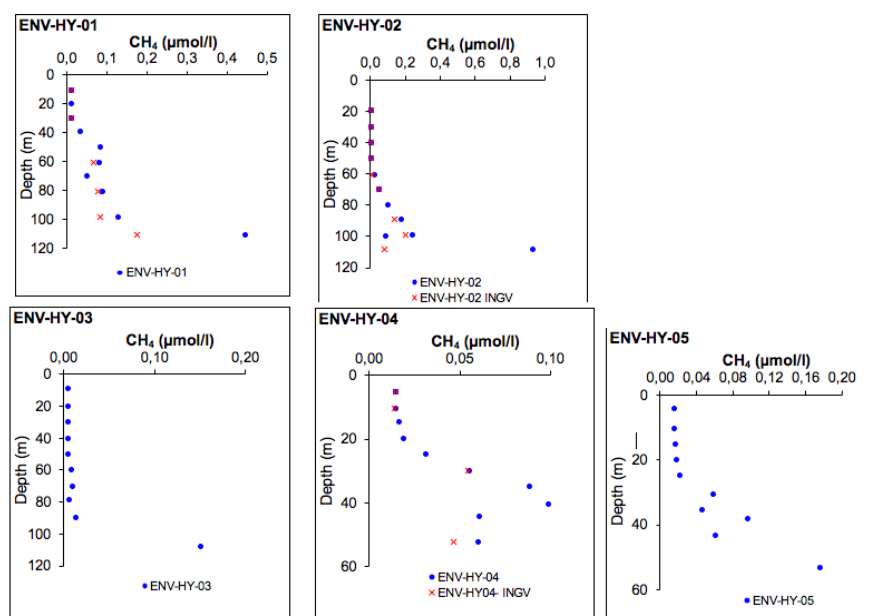 ENV-HY-01
CH₄ (µmol/l)
0,0 0,1 0,2 0,3 0,4 0,5
0
20
40
60
80
100
120
Depth (m)
ENV-HY-01
ENV-HY-02
CH₄ (µmol/l)
0,0 0,2 0,4 0,6 0,8 1,0
0
20
40
60
80
100
120
Depth (m)
ENV-HY-02
ENV-HY-02 INGV
ENV-HY-03
CH₄ (µmol/l)
0,00 0,10 0,20
0
20
40
60
80
100
120
Depth (m)
ENV-HY-03
ENV-HY-04
CH₄ (µmol/l)
0,00 0,05 0,10
0
20
40
60
Depth (m)
ENV-HY-04
ENV-HY04- INGV
ENV-HY-05
CH₄ (µmol/l)
0,00 0,04 0,08 0,12 0,16 0,20
0
20
40
60
Depth (m)
ENV-HY-05